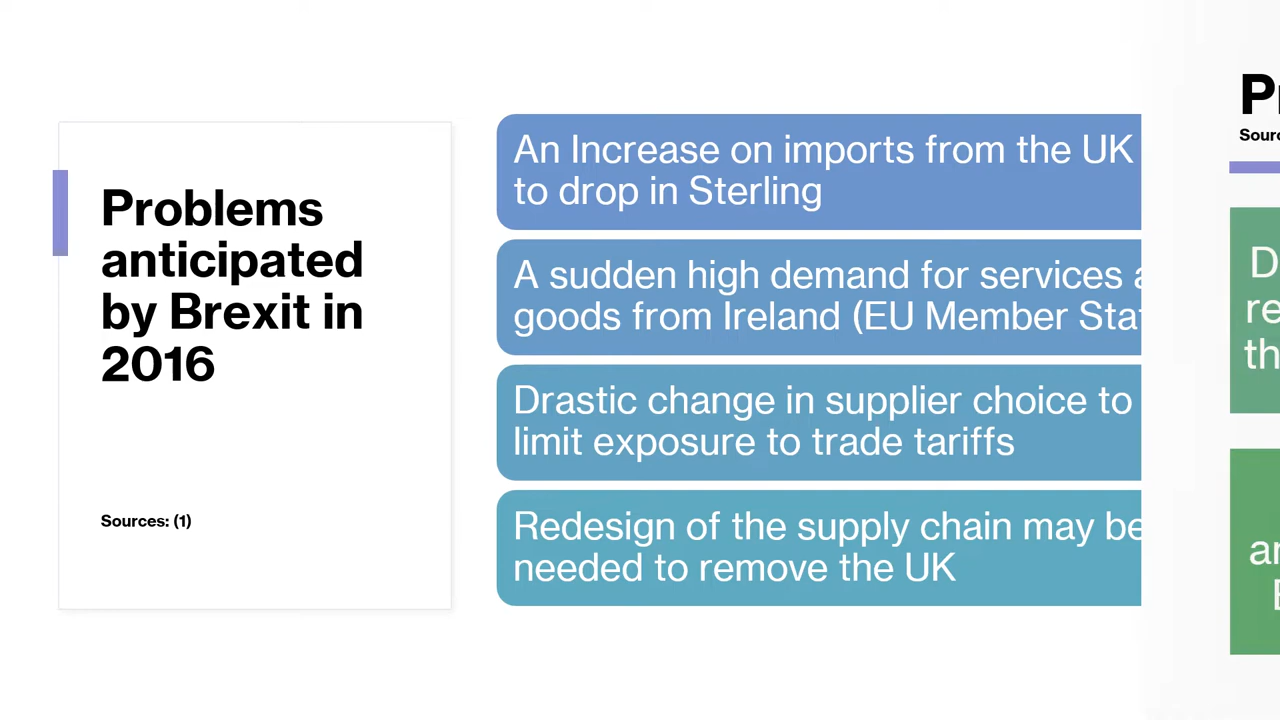 Problems
anticipated
by Brexit in
2016
Sources: (1)
An Increase on imports from the UK
to drop in Sterling
A sudden high demand for services
goods from Ireland (EU Member
Drastic change in supplier choice to
limit exposure to trade tariffs
Redesign of the supply chain may be
needed to remove the UK